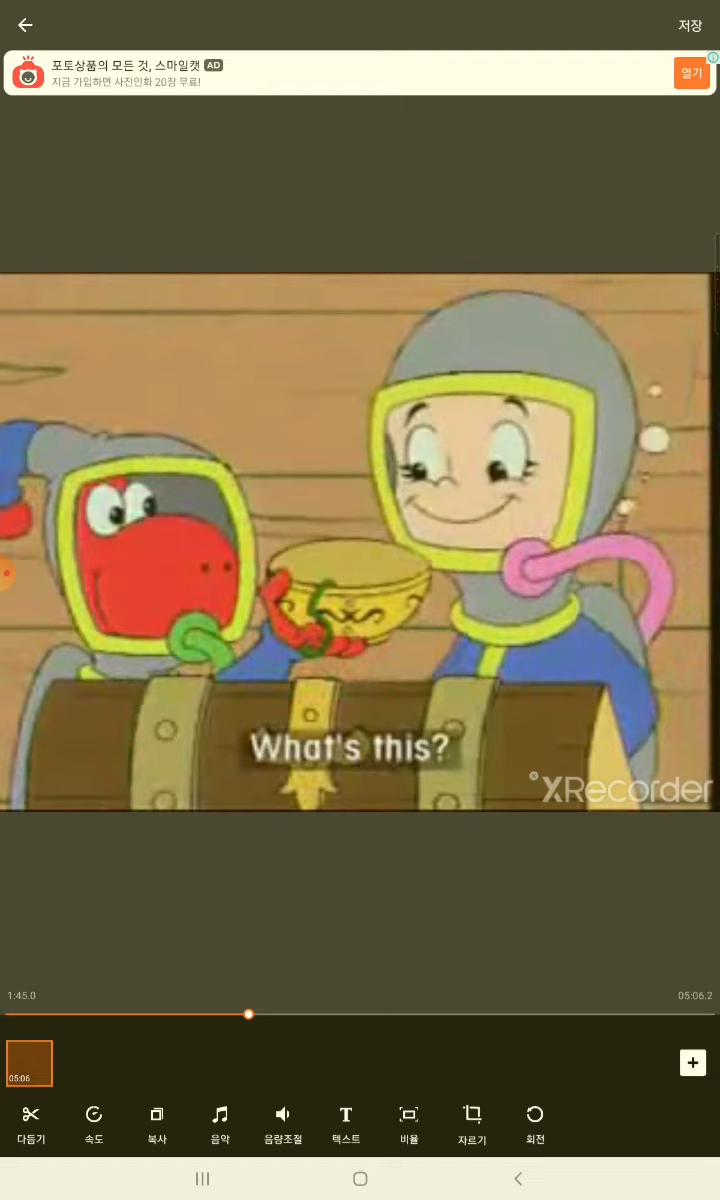 저장
포토상품의 모든 것, 스마일캣 AD
지금 가입하면 사진인화 20장 무료!
열기
What's this?
XRecorder
1:45.0
05:06.2
05:06
다듬기 속도 복사 음악 음량조절 텍스트 비율 자르기 회전